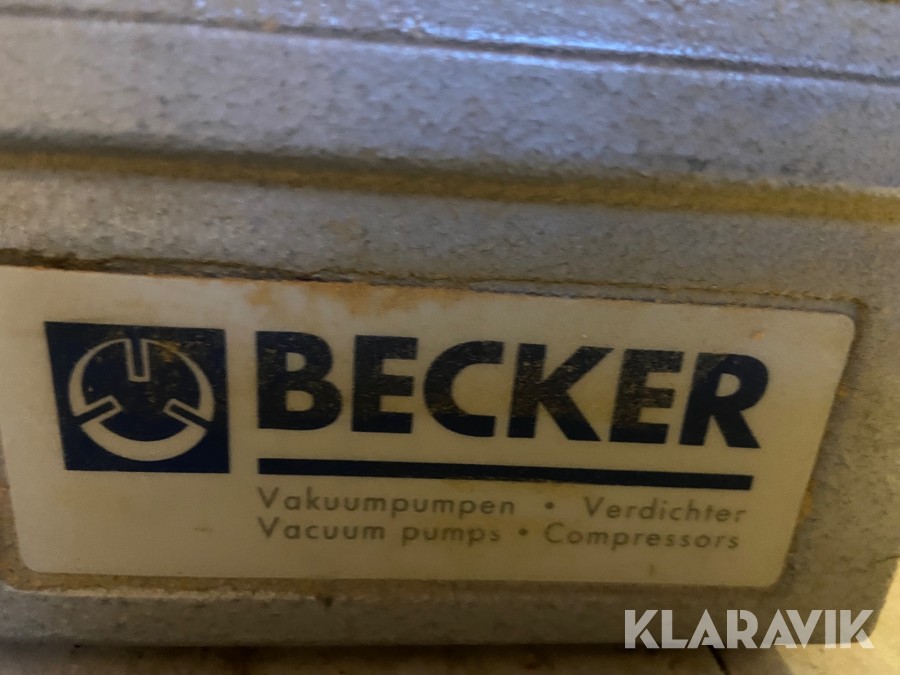 BECKER
Vakuumpumpen • Verdichter
Vacuum pumps • Compressors
KLARAVIK